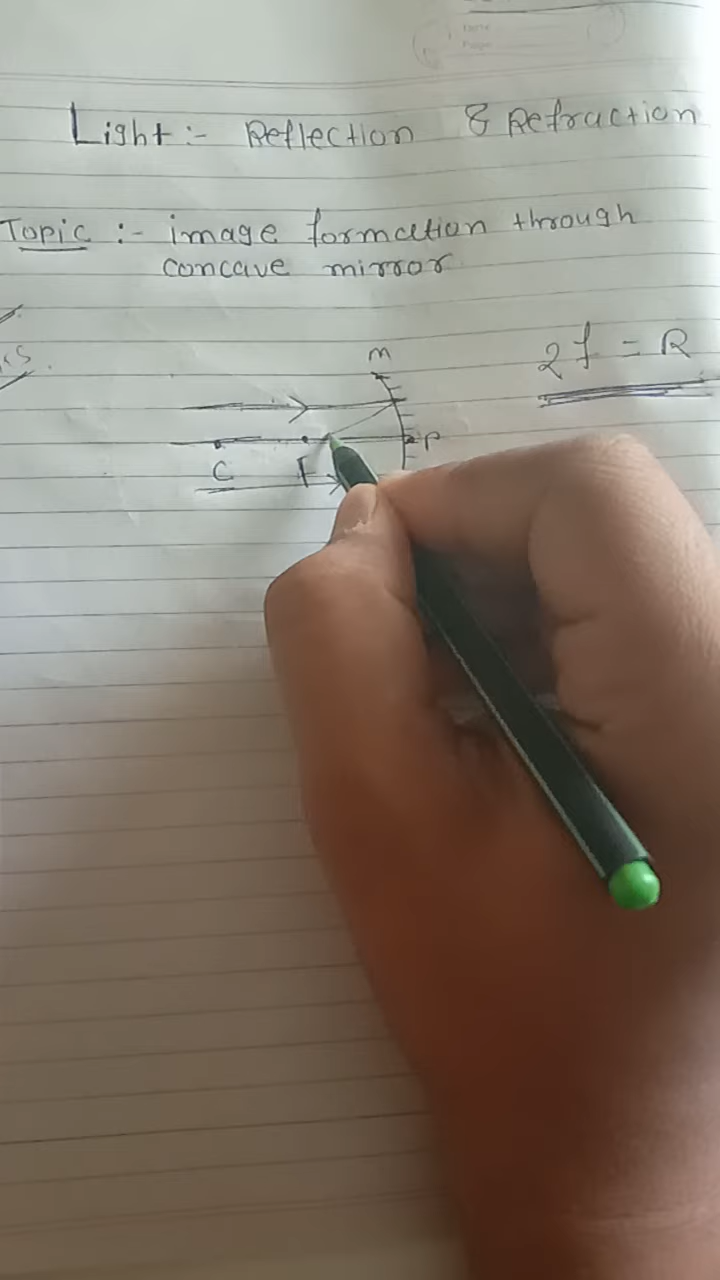 Light :- Reflection & Refraction
Topic :- image formation through
concave mirror
M
2f = R
P
C
F